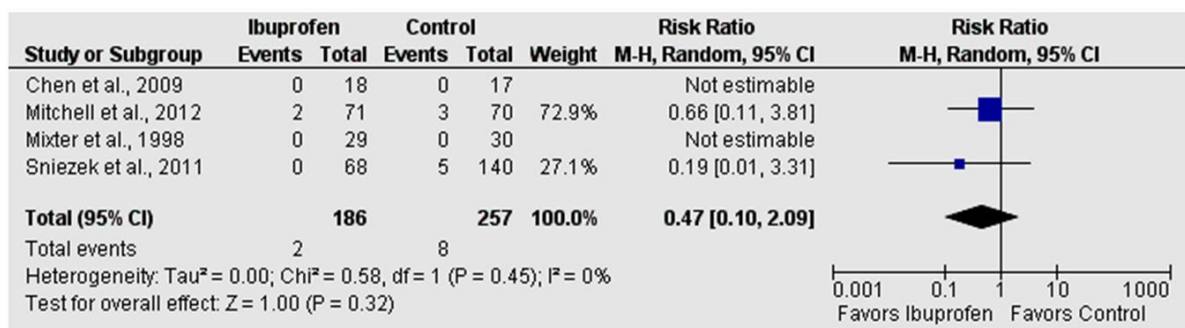 Ibuprofen Control Risk Ratio Risk Ratio
Study or Subgroup Events Total Events Total Weight M-H, Random, 95% CI M-H, Random, 95% CI
Chen et al., 2009 0 18 0 17 Not estimable
Mitchell et al., 2012 2 71 3 70 72.9% 0.66 [0.11, 3.81]
Mixter et al., 1998 0 29 0 30 Not estimable
Sniezek et al., 2011 0 68 5 140 27.1% 0.19 [0.01, 3.31]
Total (95% CI) 186 257 100.0% 0.47 [0.10, 2.09]
Total events 2 8
Heterogeneity: Tau² = 0.00; Chi² = 0.58, df = 1 (P = 0.45); I² = 0%
Test for overall effect: Z = 1.00 (P = 0.32)
0.001 0.1 1 10 1000
Favors Ibuprofen Favors Control